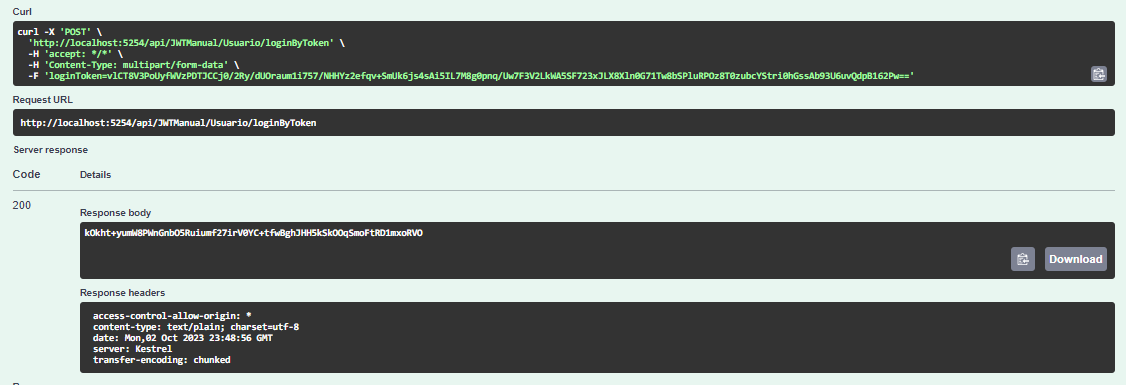 Curl
curl -X 'POST' \
'http://localhost:5254/api/JWTManual/Usuario/loginByToken' \
-H 'accept: */*' \
-H 'Content-Type: multipart/form-data' \
-F 'loginToken=vlCT8V3PoUyfWVzPDTJCCj0/2Ry/dUOraum1i757/NHHYz2efqv+SmUk6js4sAi5IL7M8g0pnq/Uw7F3V2LkWA5SF723xJLX8Xln0G71Tw8bSPluRPOz8T0zubcYStri0hGssAb93U6uvQdpB162Pw=='
Request URL
http://localhost:5254/api/JWTManual/Usuario/loginByToken
Server response
Code Details
200
Response body
kOkht+yumW8PWnGnbO5Ruiumf27irV0YC+tfwBghJHH5kSkOOqSmoFtRD1mxoRVO
Download
Response headers
access-control-allow-origin: *
content-type: text/plain; charset=utf-8
date: Mon,02 Oct 2023 23:48:56 GMT
server: Kestrel
transfer-encoding: chunked